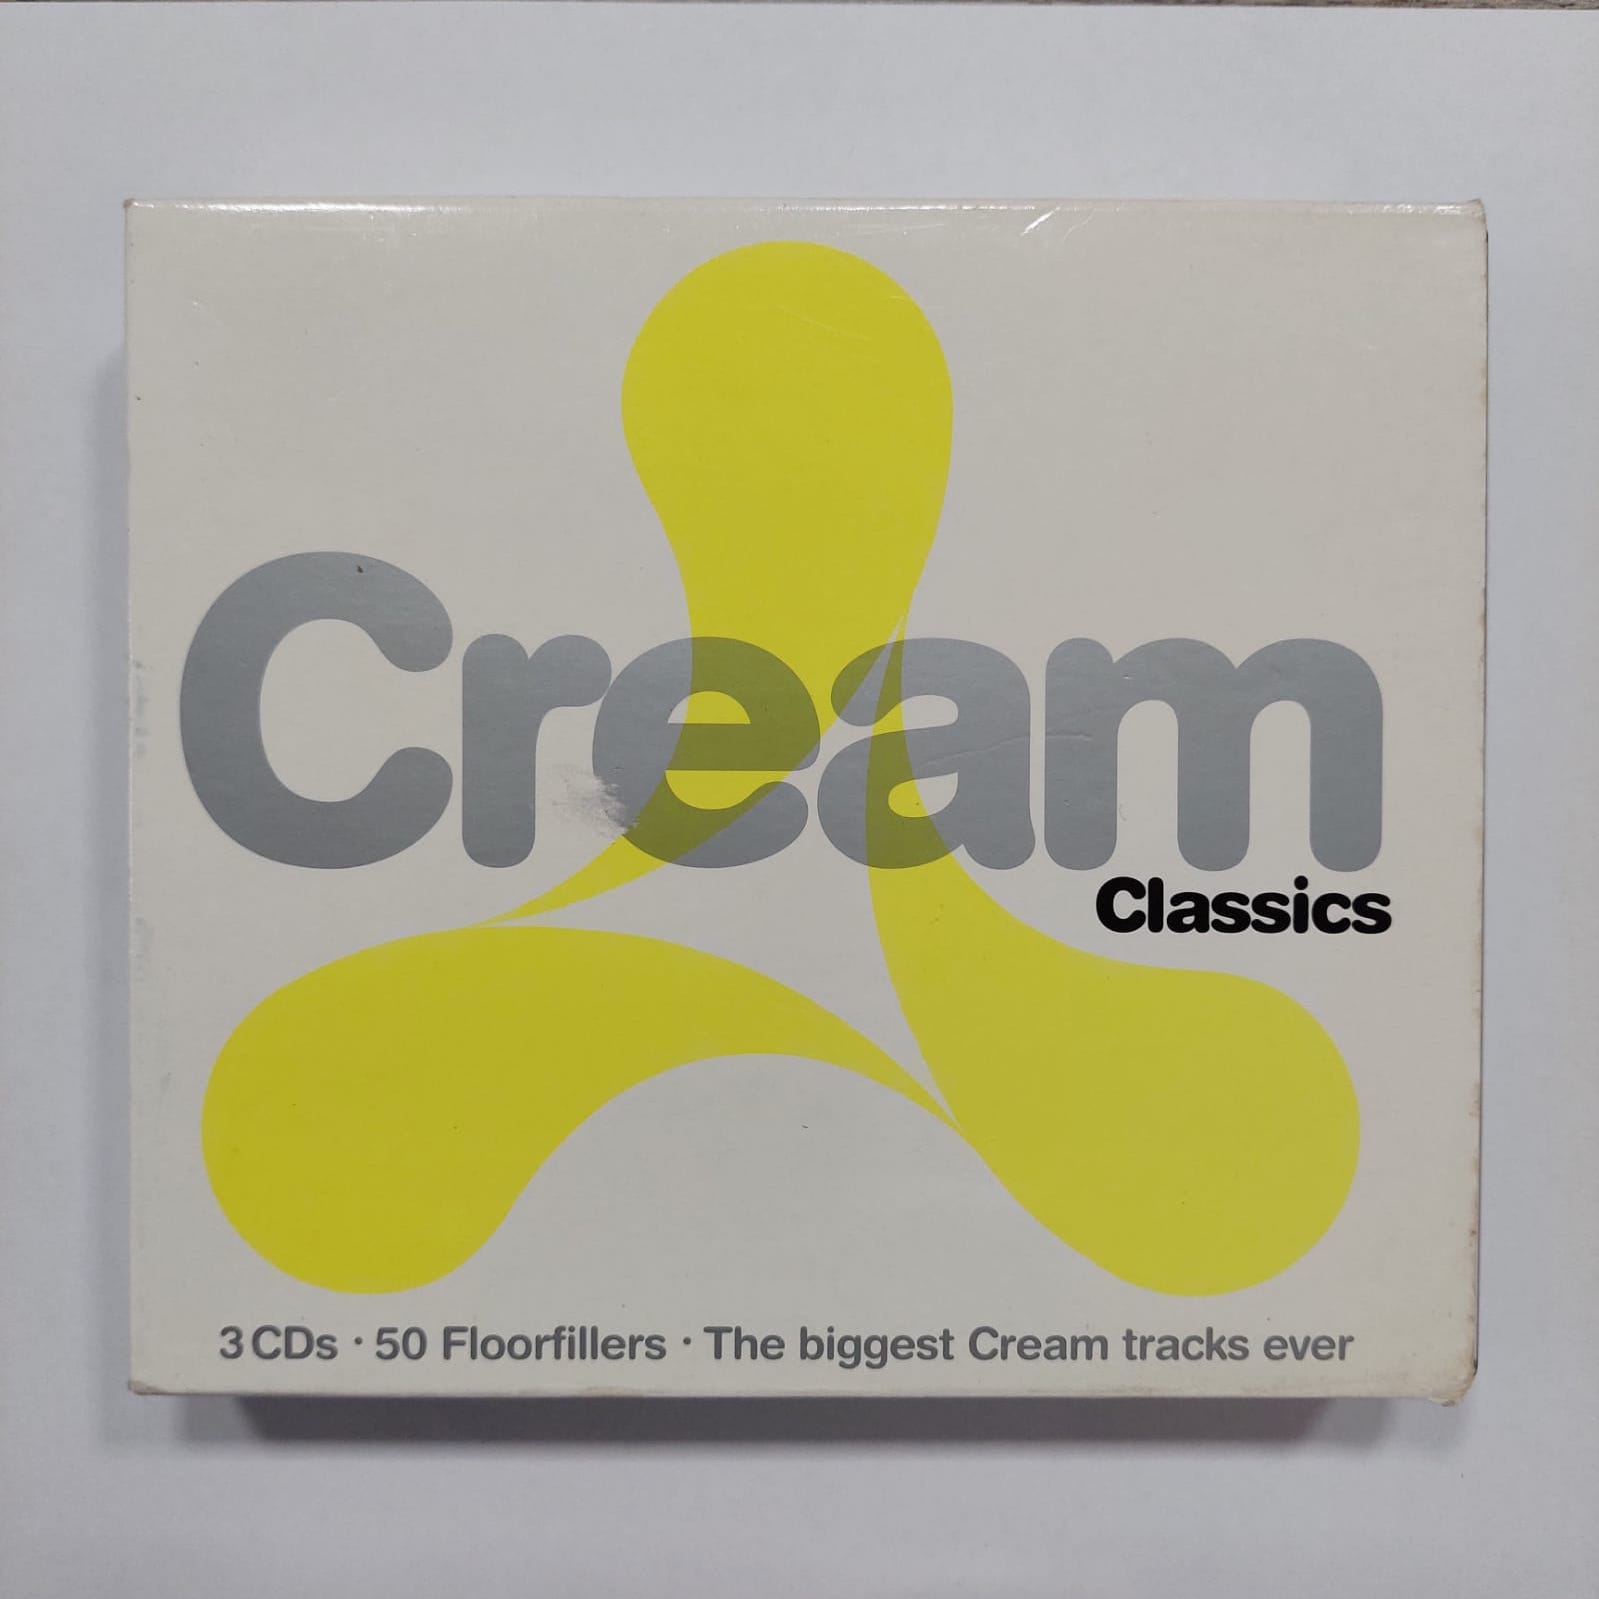 Cream
Classics
3 CDs · 50 Floorfillers · The biggest Cream tracks ever